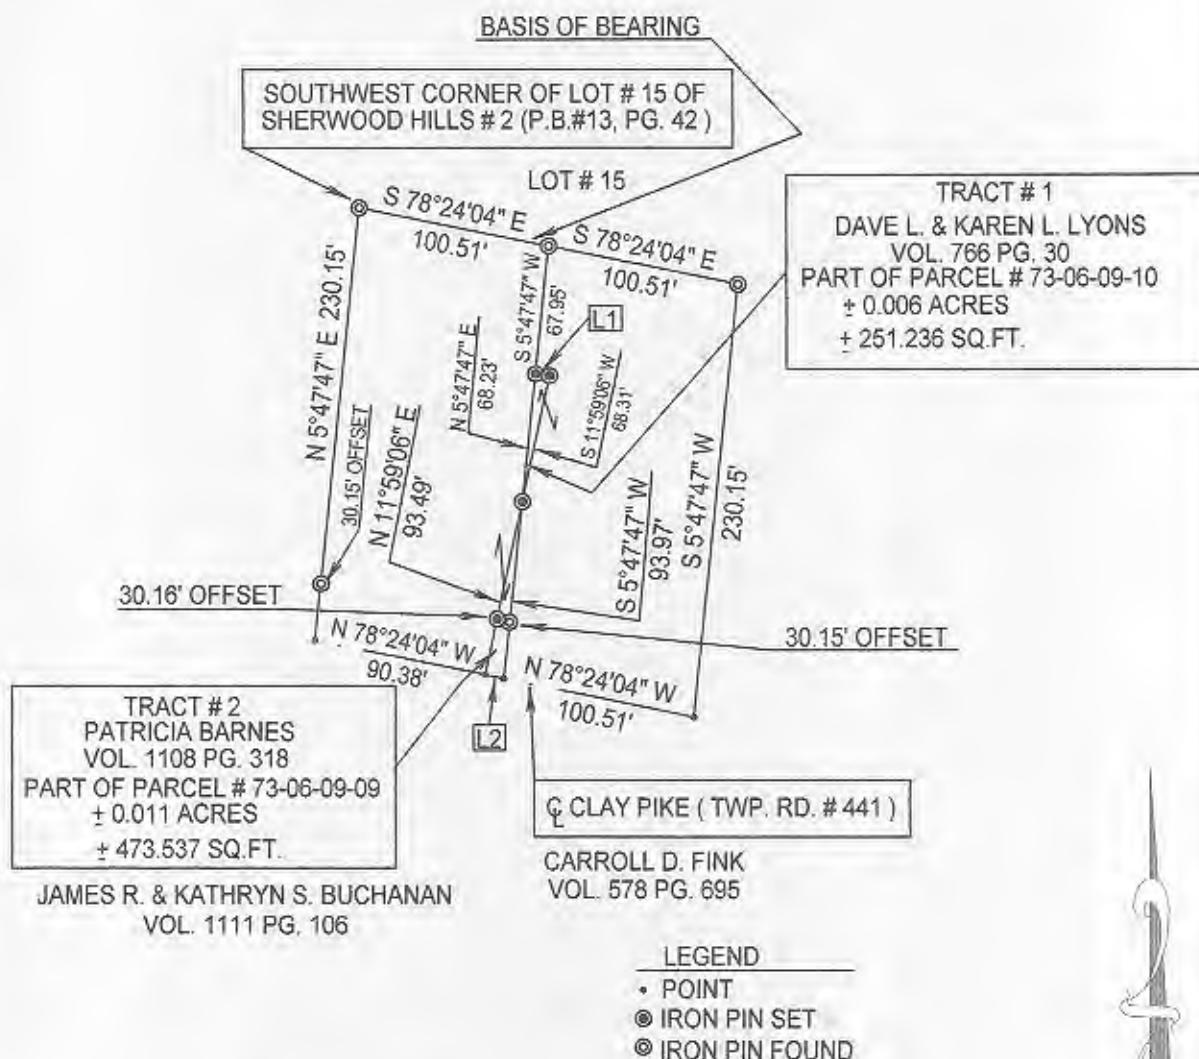 BASIS OF BEARING
SOUTHWEST CORNER OF LOT # 15 OF
SHERWOOD HILLS # 2 (P.B.#13, PG. 42 )
LOT # 15
S 78°24'04" E
100.51'
S 78°24'04" E
100.51'
TRACT # 1
DAVE L. & KAREN L. LYONS
VOL. 766 PG. 30
PART OF PARCEL # 73-06-09-10
± 0.006 ACRES
± 251.236 SQ.FT.
N 5°47'47" E 230.15'
S 5°47'47" W
67.95'
L1
N 5°47'47" E
68.23'
S 11°59'06" W
68.31'
30.15' OFFSET
N 11°59'06" E
93.49'
S 5°47'47" W
93.97'
S 5°47'47" W
230.15'
30.16' OFFSET
30.15' OFFSET
N 78°24'04" W
90.38'
N 78°24'04" W
100.51'
L2
TRACT # 2
PATRICIA BARNES
VOL. 1108 PG. 318
PART OF PARCEL # 73-06-09-09
± 0.011 ACRES
± 473.537 SQ.FT.
℄ CLAY PIKE ( TWP. RD. # 441 )
CARROLL D. FINK
VOL. 578 PG. 695
JAMES R. & KATHRYN S. BUCHANAN
VOL. 1111 PG. 106
LEGEND
POINT
IRON PIN SET
IRON PIN FOUND